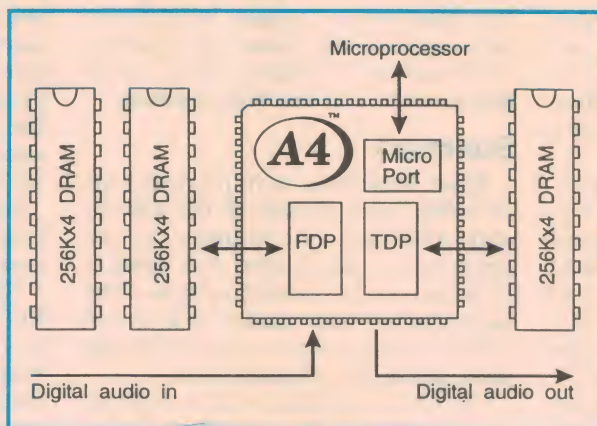 Microprocessor
256Kx4 DRAM
256Kx4 DRAM
A4™
Micro
Port
FDP
TDP
256Kx4 DRAM
Digital audio in
Digital audio out